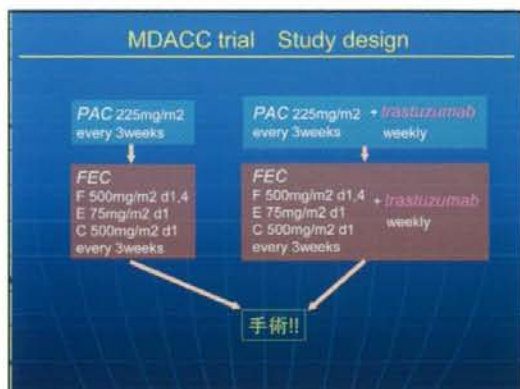 MDACC trial Study design
PAC 225mg/m2
every 3weeks
PAC 225mg/m2 + trastuzumab
every 3weeks weekly
FEC
F 500mg/m2 d1,4
E 75mg/m2 d1
C 500mg/m2 d1
every 3weeks
FEC
F 500mg/m2 d1,4
E 75mg/m2 d1
C 500mg/m2 d1
every 3weeks
+ trastuzumab
weekly
手術!!